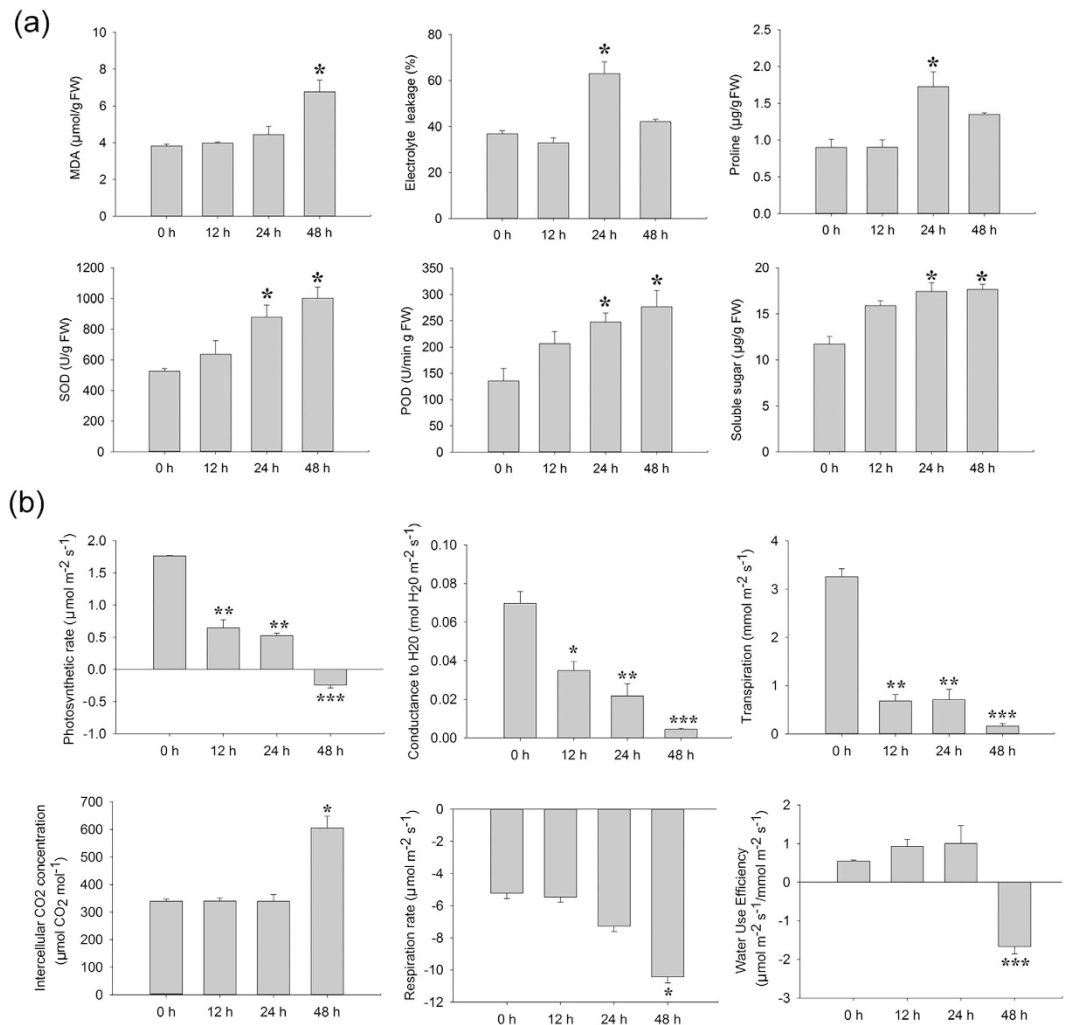 (a)
MDA (µmol/g FW)
10
8
6
4
2
0
*
0 h 12 h 24 h 48 h
Electrolyte leakage (%)
80
60
40
20
0
*
0 h 12 h 24 h 48 h
Proline (µg/g FW)
2.5
2.0
1.5
1.0
0.5
0.0
*
0 h 12 h 24 h 48 h
SOD (U/g FW)
1200
1000
800
600
400
200
0
* *
0 h 12 h 24 h 48 h
POD (U/min g FW)
350
300
250
200
150
100
50
0
* *
0 h 12 h 24 h 48 h
Soluble sugar (µg/g FW)
20
15
10
5
0
* *
0 h 12 h 24 h 48 h
(b)
Photosynthetic rate (µmol m-2 s-1)
2.0
1.5
1.0
0.5
0.0
-0.5
-1.0
** ** ***
0 h 12 h 24 h 48 h
Conductance to H20 (mol H20 m-2 s-1)
0.10
0.08
0.06
0.04
0.02
0.00
* ** ***
0 h 12 h 24 h 48 h
Transpiration (mmol m-2 s-1)
4
3
2
1
0
** ** ***
0 h 12 h 24 h 48 h
Intercellular CO2 concentration
(µmol CO2 mol-1)
700
600
500
400
300
200
100
0
*
0 h 12 h 24 h 48 h
Respiration rate (µmol m-2 s-1)
0
-2
-4
-6
-8
-10
-12
*
0 h 12 h 24 h 48 h
Water Use Efficiency
(µmol m-2 s-1/mmol m-2 s-1)
2
1
0
-1
-2
-3
***
0 h 12 h 24 h 48 h